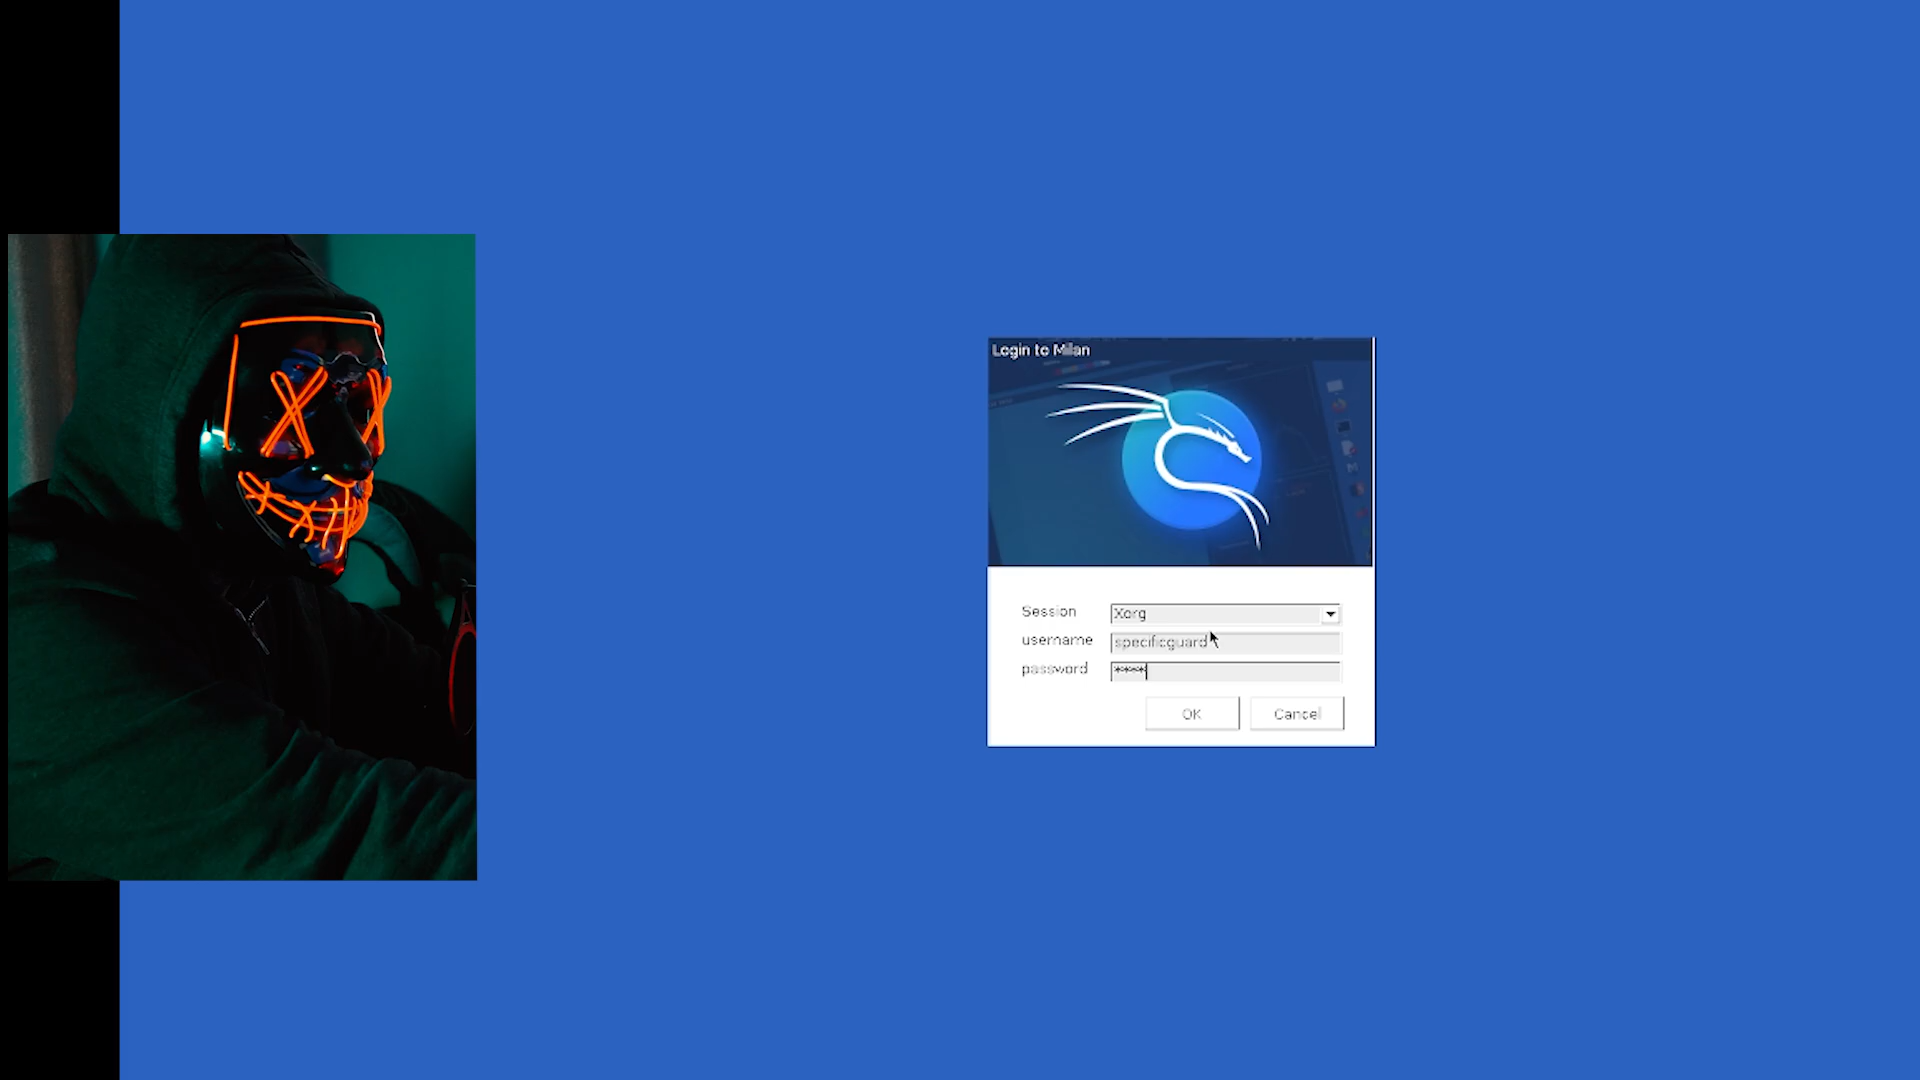 Login to Milan
Session Xorg
username specificguard
password *****
OK Cancel